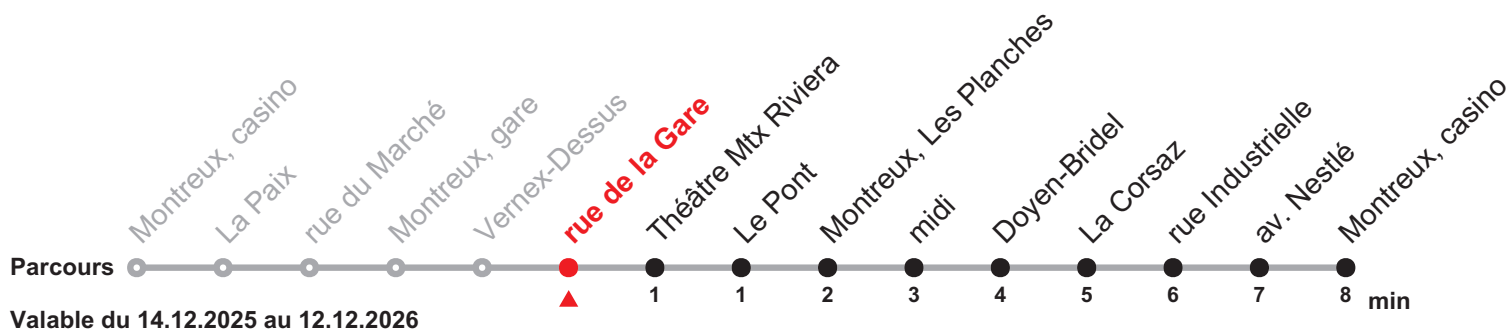 Montreux, casino
La Paix
rue du Marché
Montreux, gare
Vernex-Dessus
rue de la Gare
Théâtre Mtx Riviera
Le Pont
Montreux, Les Planches
midi
Doyen-Bridel
La Corsaz
rue Industrielle
av. Nestlé
Montreux, casino
Parcours
1 1 2 3 4 5 6 7 8 min
Valable du 14.12.2025 au 12.12.2026